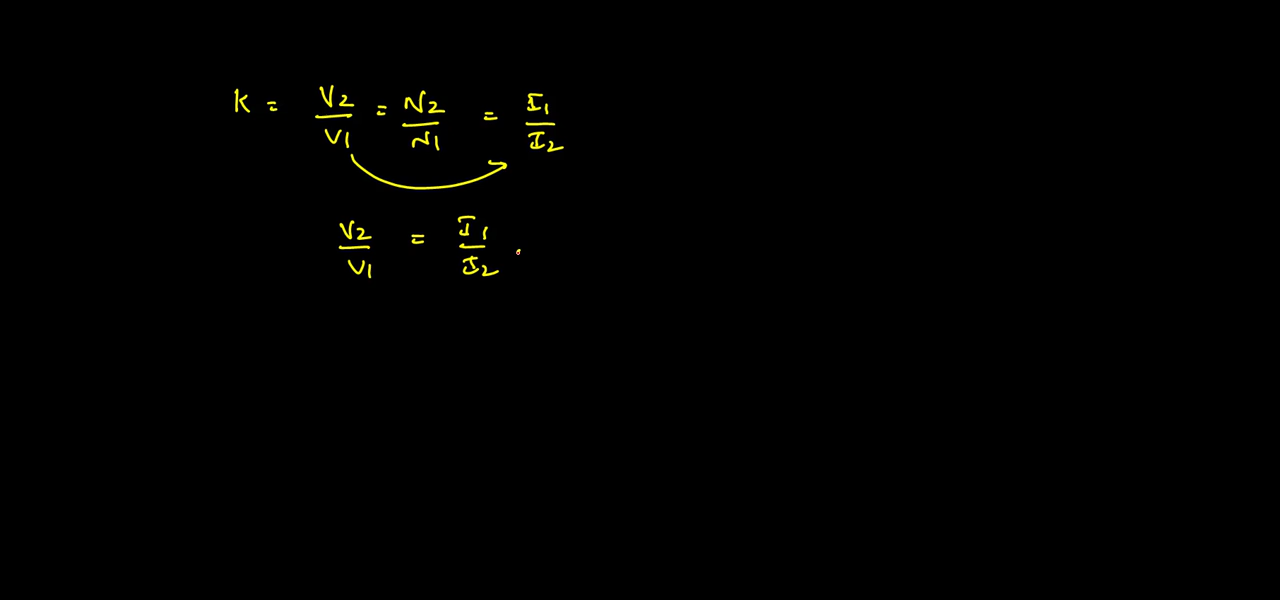 K = V2/V1 = N2/N1 = I1/I2
V2/V1 = I1/I2